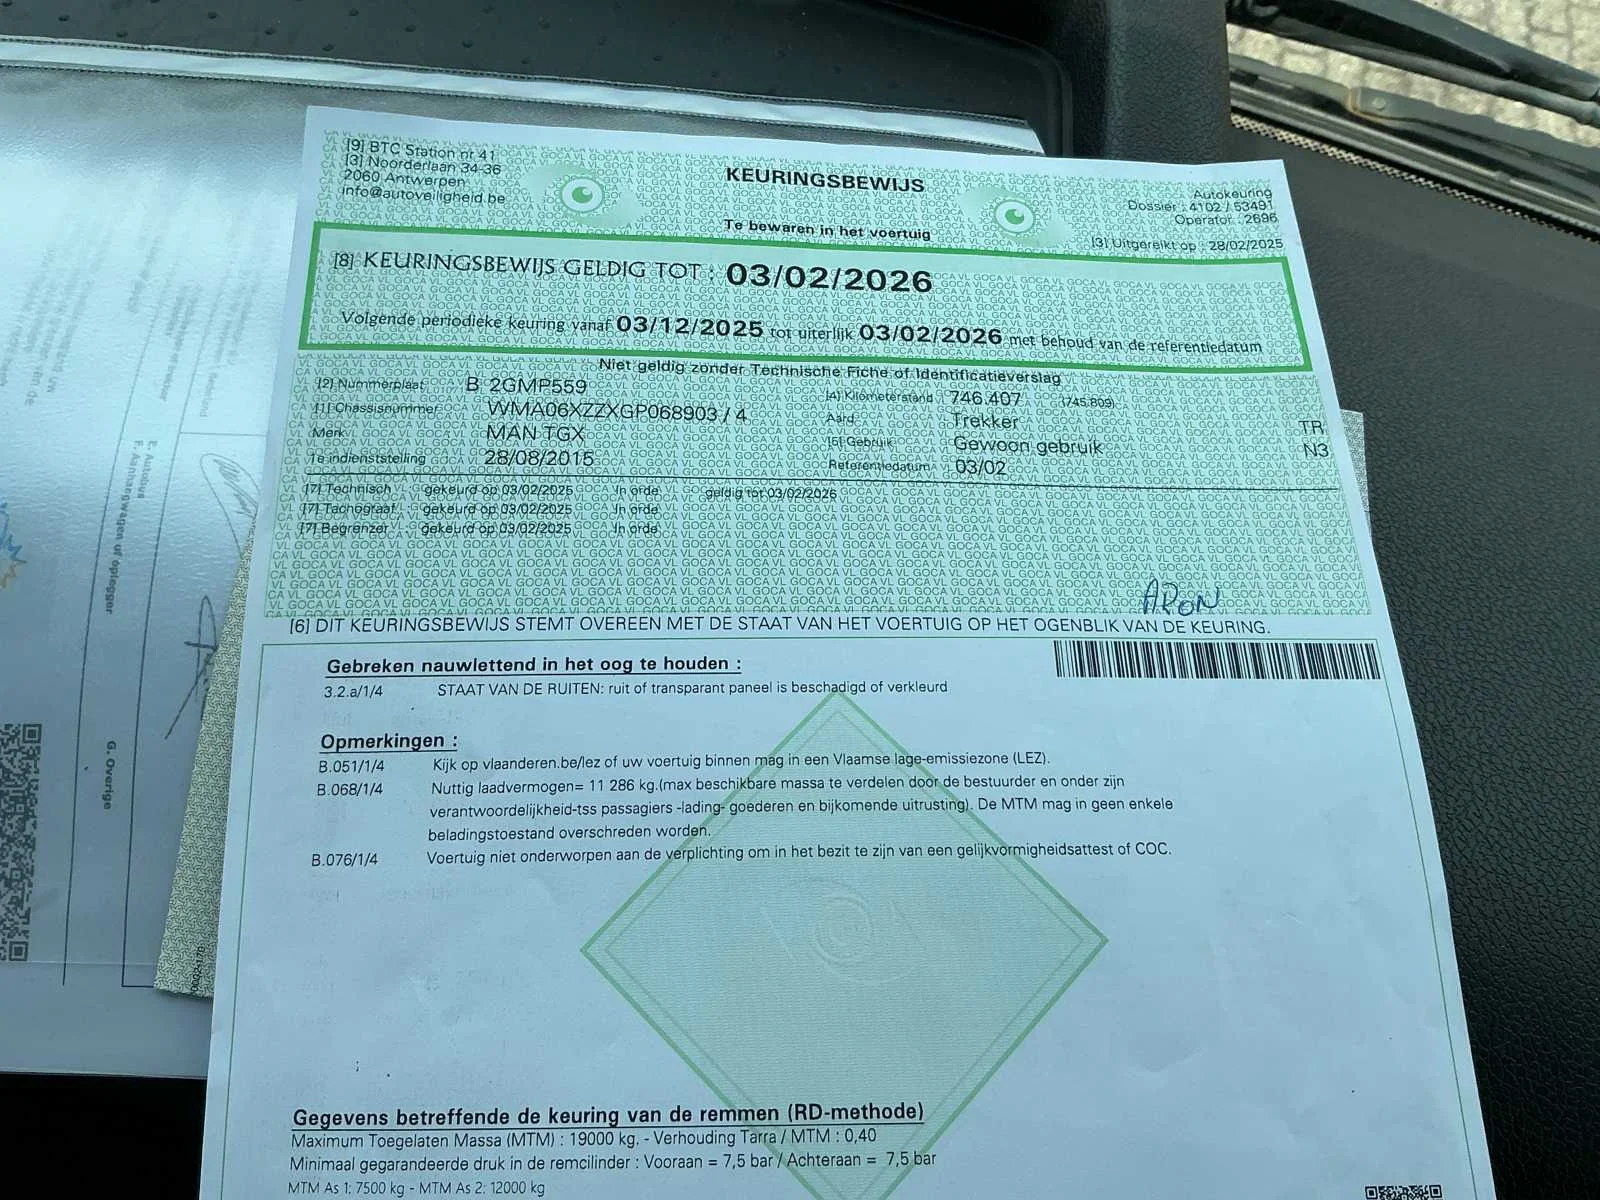 [9] BTC Station nr 41
[3] Noorderlaan 34-36
2060 Antwerpen
info@autoveiligheid.be
KEURINGSBEWIJS
Te bewaren in het voertuig
Autokeuring
Dossier : 4102 / 53491
Operator : 2696
[3] Uitgereikt op : 28/02/2025
[8] KEURINGSBEWIJS GELDIG TOT : 03/02/2026
Volgende periodieke keuring vanaf 03/12/2025 tot uiterlijk 03/02/2026 met behoud van de referentiedatum
Niet geldig zonder Technische Fiche of Identificatieverslag
[2] Nummerplaat B 2GMP559
[4] Kilometerstand : 746.407 (745.809)
[1] Chassisnummer WMA06XZZXGP068903 / 4
Aard Trekker TR
Merk MAN TGX
[5] Gebruik Gewoon gebruik N3
1e indienststelling 28/08/2015
Referentiedatum 03/02
[7] Technisch : gekeurd op 03/02/2025 In orde geldig tot 03/02/2026
[7] Tachograaf : gekeurd op 03/02/2025 In orde
[7] Begrenzer : gekeurd op 03/02/2025 In orde
ARON
[6] DIT KEURINGSBEWIJS STEMT OVEREEN MET DE STAAT VAN HET VOERTUIG OP HET OGENBLIK VAN DE KEURING.
Gebreken nauwlettend in het oog te houden :
3.2.a/1/4 STAAT VAN DE RUITEN: ruit of transparant paneel is beschadigd of verkleurd
Opmerkingen :
B.051/1/4 Kijk op vlaanderen.be/lez of uw voertuig binnen mag in een Vlaamse lage-emissiezone (LEZ).
B.068/1/4 Nuttig laadvermogen= 11 286 kg.(max beschikbare massa te verdelen door de bestuurder en onder zijn
verantwoordelijkheid-tss passagiers -lading- goederen en bijkomende uitrusting). De MTM mag in geen enkele
beladingstoestand overschreden worden.
B.076/1/4 Voertuig niet onderworpen aan de verplichting om in het bezit te zijn van een gelijkvormigheidsattest of COC.
Gegevens betreffende de keuring van de remmen (RD-methode)
Maximum Toegelaten Massa (MTM) : 19000 kg. - Verhouding Tarra / MTM : 0,40
Minimaal gegarandeerde druk in de remcilinder : Vooraan = 7,5 bar / Achteraan = 7,5 bar
MTM As 1: 7500 kg - MTM As 2: 12000 kg
E. Autobus
F. Aanhangwagen of oplegger
G. Overige